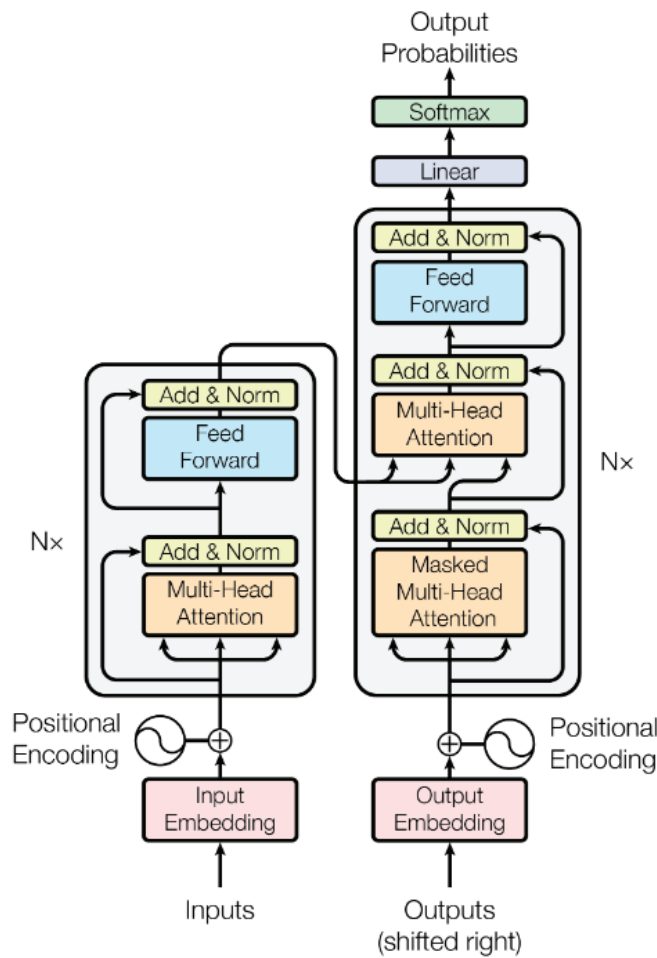 Output
Probabilities
Softmax
Linear
Add & Norm
Feed
Forward
Add & Norm
Multi-Head
Attention
Add & Norm
Masked
Multi-Head
Attention
N×
Add & Norm
Feed
Forward
Add & Norm
Multi-Head
Attention
N×
Positional
Encoding
Positional
Encoding
Input
Embedding
Output
Embedding
Inputs
Outputs
(shifted right)